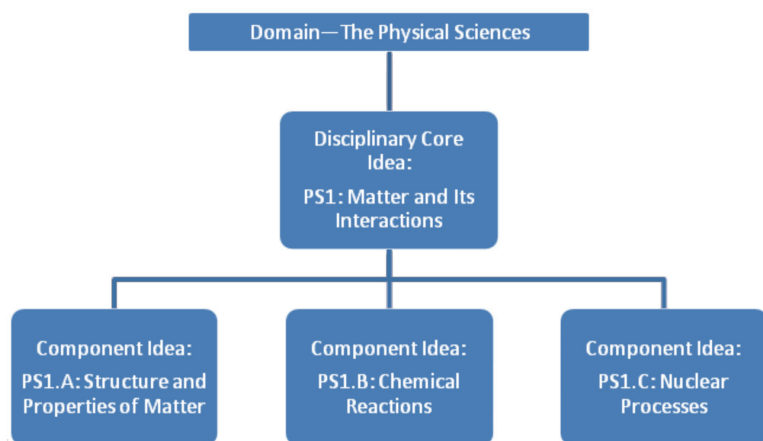 Domain—The Physical Sciences
Disciplinary Core
Idea:
PS1: Matter and Its
Interactions
Component Idea:
PS1.A: Structure and
Properties of Matter
Component Idea:
PS1.B: Chemical
Reactions
Component Idea:
PS1.C: Nuclear
Processes